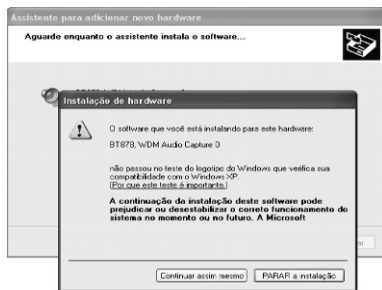 Assistente para adicionar novo hardware
Aguarde enquanto o assistente instala o software...
Instalação de hardware
O software que você está instalando para este hardware:
BT878, WDM Audio Capture 0
não passou no teste do logotipo do Windows que verifica sua
compatibilidade com o Windows XP.
(Por que este teste é importante.)
A continuação da instalação deste software pode
prejudicar ou desestabilizar o correto funcionamento do
sistema no momento ou no futuro. A Microsoft
Continuar assim mesmo
PARAR a instalação